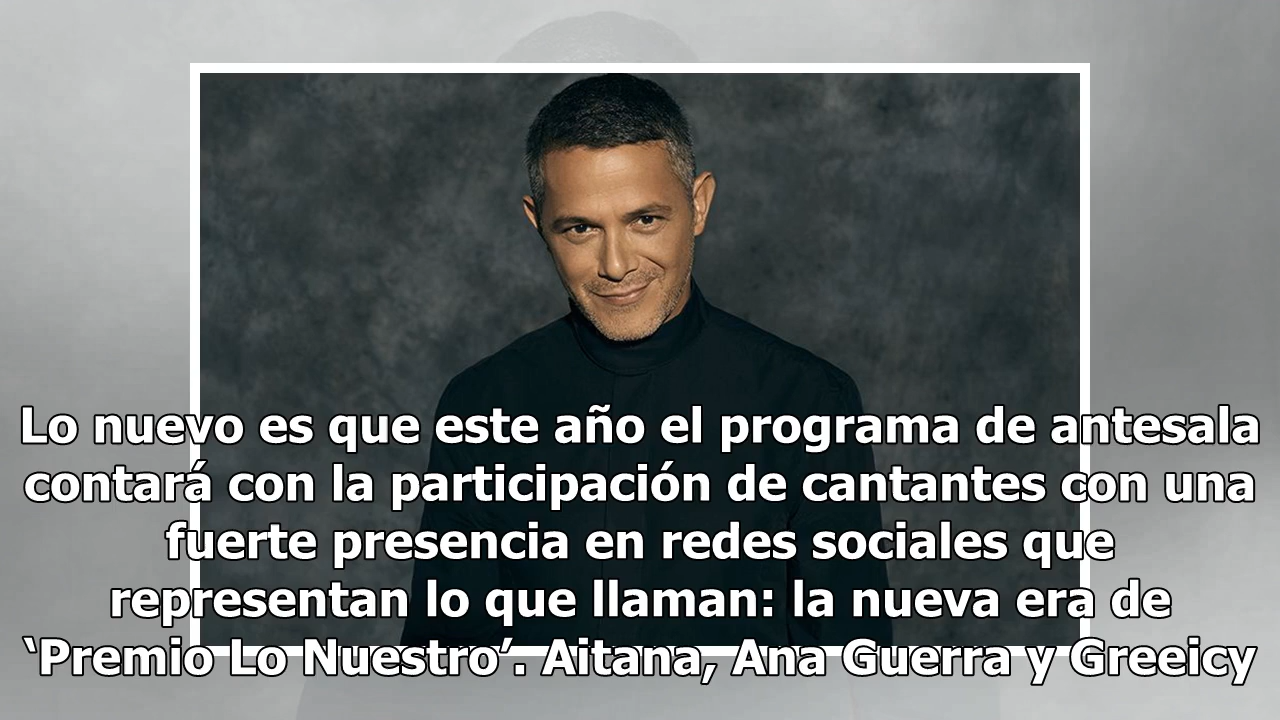 Lo nuevo es que este año el programa de antesala
contará con la participación de cantantes con una
fuerte presencia en redes sociales que
representan lo que llaman: la nueva era de
‘Premio Lo Nuestro’. Aitana, Ana Guerra y Greeicy